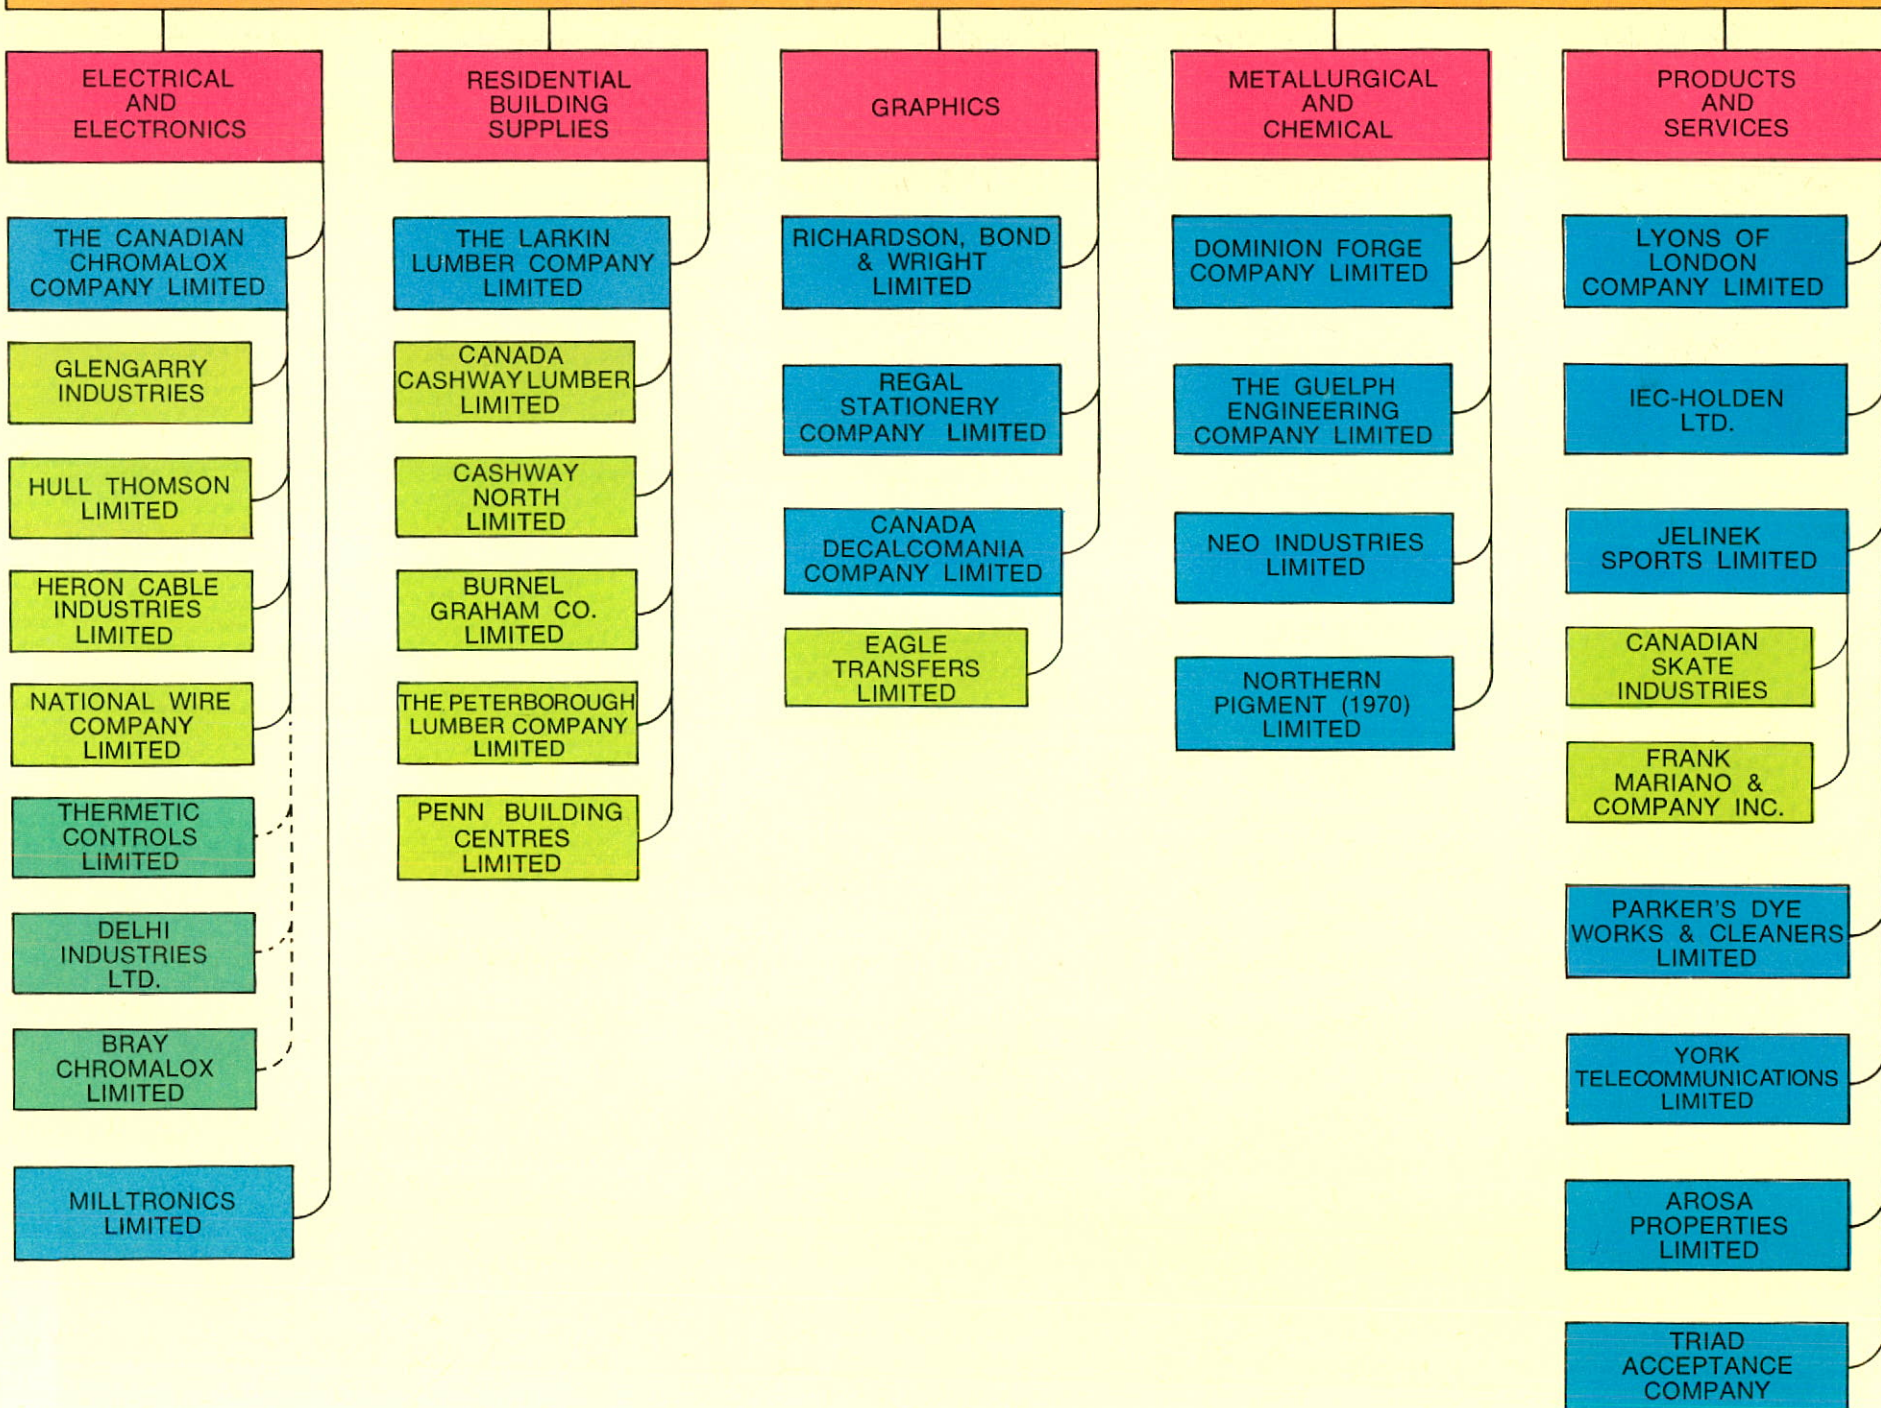 ELECTRICAL
AND
ELECTRONICS
THE CANADIAN
CHROMALOX
COMPANY LIMITED
GLENGARRY
INDUSTRIES
HULL THOMSON
LIMITED
HERON CABLE
INDUSTRIES
LIMITED
NATIONAL WIRE
COMPANY
LIMITED
THERMETIC
CONTROLS
LIMITED
DELHI
INDUSTRIES
LTD.
BRAY
CHROMALOX
LIMITED
MILLTRONICS
LIMITED
RESIDENTIAL
BUILDING
SUPPLIES
THE LARKIN
LUMBER COMPANY
LIMITED
CANADA
CASHWAY LUMBER
LIMITED
CASHWAY
NORTH
LIMITED
BURNEL
GRAHAM CO.
LIMITED
THE PETERBOROUGH
LUMBER COMPANY
LIMITED
PENN BUILDING
CENTRES
LIMITED
GRAPHICS
RICHARDSON, BOND
& WRIGHT
LIMITED
REGAL
STATIONERY
COMPANY LIMITED
CANADA
DECALCOMANIA
COMPANY LIMITED
EAGLE
TRANSFERS
LIMITED
METALLURGICAL
AND
CHEMICAL
DOMINION FORGE
COMPANY LIMITED
THE GUELPH
ENGINEERING
COMPANY LIMITED
NEO INDUSTRIES
LIMITED
NORTHERN
PIGMENT (1970)
LIMITED
PRODUCTS
AND
SERVICES
LYONS OF
LONDON
COMPANY LIMITED
IEC-HOLDEN
LTD.
JELINEK
SPORTS LIMITED
CANADIAN
SKATE
INDUSTRIES
FRANK
MARIANO &
COMPANY INC.
PARKER'S DYE
WORKS & CLEANERS
LIMITED
YORK
TELECOMMUNICATIONS
LIMITED
AROSA
PROPERTIES
LIMITED
TRIAD
ACCEPTANCE
COMPANY